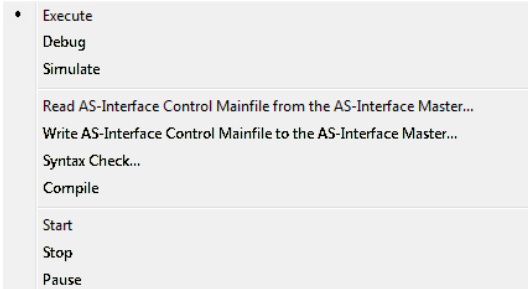 Execute
Debug
Simulate
Read AS-Interface Control Mainfile from the AS-Interface Master...
Write AS-Interface Control Mainfile to the AS-Interface Master...
Syntax Check...
Compile
Start
Stop
Pause